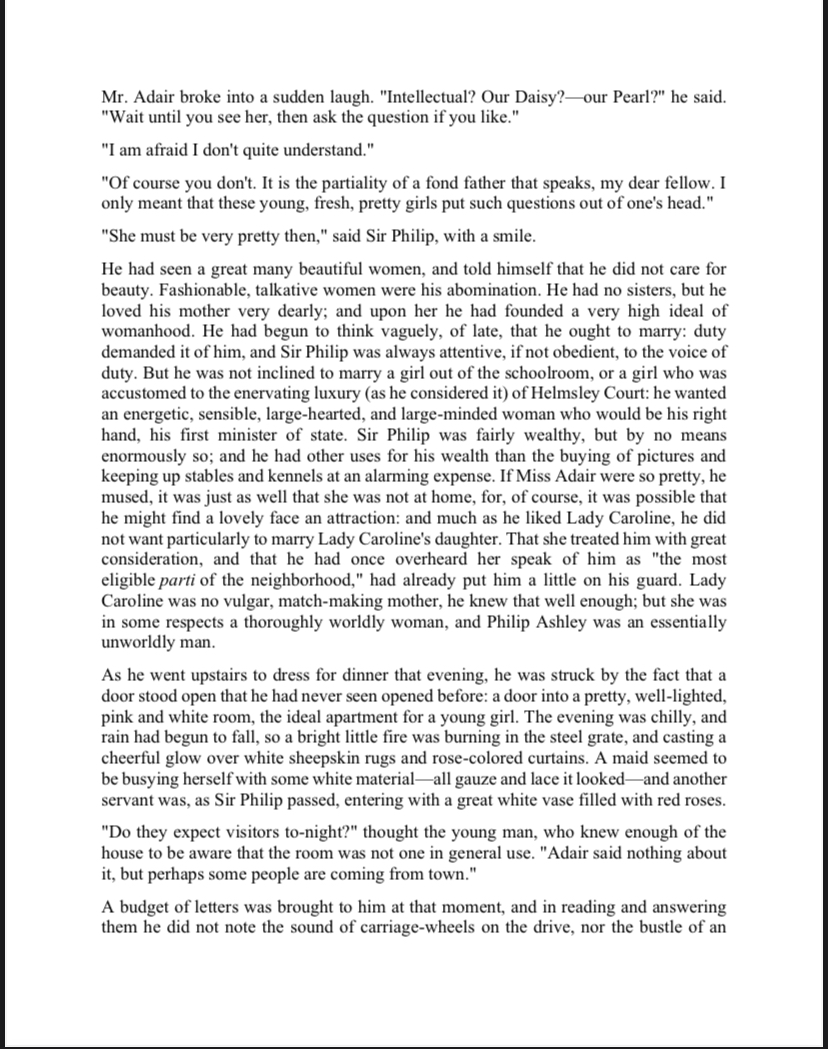 Mr. Adair broke into a sudden laugh. "Intellectual? Our Daisy?—our Pearl?" he said.
"Wait until you see her, then ask the question if you like."
"I am afraid I don't quite understand."
"Of course you don't. It is the partiality of a fond father that speaks, my dear fellow. I
only meant that these young, fresh, pretty girls put such questions out of one's head."
"She must be very pretty then," said Sir Philip, with a smile.
He had seen a great many beautiful women, and told himself that he did not care for
beauty. Fashionable, talkative women were his abomination. He had no sisters, but he
loved his mother very dearly; and upon her he had founded a very high ideal of
womanhood. He had begun to think vaguely, of late, that he ought to marry: duty
demanded it of him, and Sir Philip was always attentive, if not obedient, to the voice of
duty. But he was not inclined to marry a girl out of the schoolroom, or a girl who was
accustomed to the enervating luxury (as he considered it) of Helmsley Court: he wanted
an energetic, sensible, large-hearted, and large-minded woman who would be his right
hand, his first minister of state. Sir Philip was fairly wealthy, but by no means
enormously so; and he had other uses for his wealth than the buying of pictures and
keeping up stables and kennels at an alarming expense. If Miss Adair were so pretty, he
mused, it was just as well that she was not at home, for, of course, it was possible that
he might find a lovely face an attraction: and much as he liked Lady Caroline, he did
not want particularly to marry Lady Caroline's daughter. That she treated him with great
consideration, and that he had once overheard her speak of him as "the most
eligible parti of the neighborhood," had already put him a little on his guard. Lady
Caroline was no vulgar, match-making mother, he knew that well enough; but she was
in some respects a thoroughly worldly woman, and Philip Ashley was an essentially
unworldly man.
As he went upstairs to dress for dinner that evening, he was struck by the fact that a
door stood open that he had never seen opened before: a door into a pretty, well-lighted,
pink and white room, the ideal apartment for a young girl. The evening was chilly, and
rain had begun to fall, so a bright little fire was burning in the steel grate, and casting a
cheerful glow over white sheepskin rugs and rose-colored curtains. A maid seemed to
be busying herself with some white material—all gauze and lace it looked—and another
servant was, as Sir Philip passed, entering with a great white vase filled with red roses.
"Do they expect visitors to-night?" thought the young man, who knew enough of the
house to be aware that the room was not one in general use. "Adair said nothing about
it, but perhaps some people are coming from town."
A budget of letters was brought to him at that moment, and in reading and answering
them he did not note the sound of carriage-wheels on the drive, nor the bustle of an